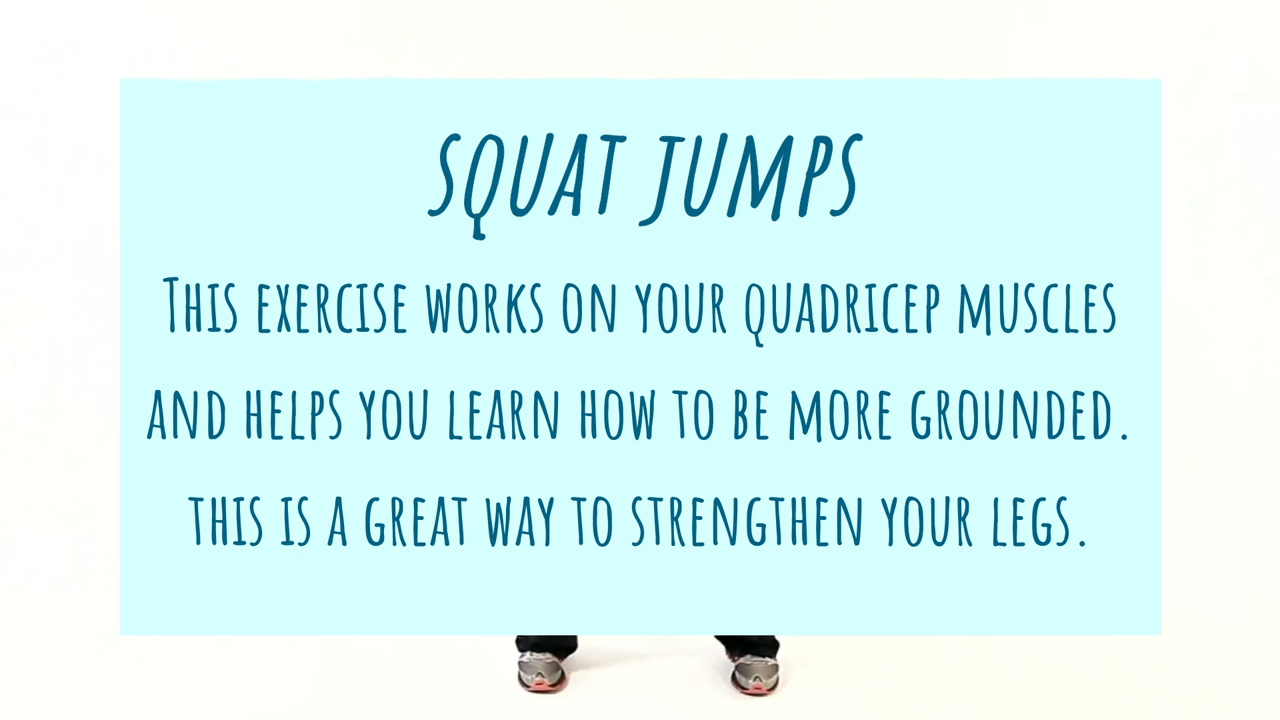 SQUAT JUMPS
THIS EXERCISE WORKS ON YOUR QUADRICEP MUSCLES
AND HELPS YOU LEARN HOW TO BE MORE GROUNDED.
THIS IS A GREAT WAY TO STRENGTHEN YOUR LEGS.